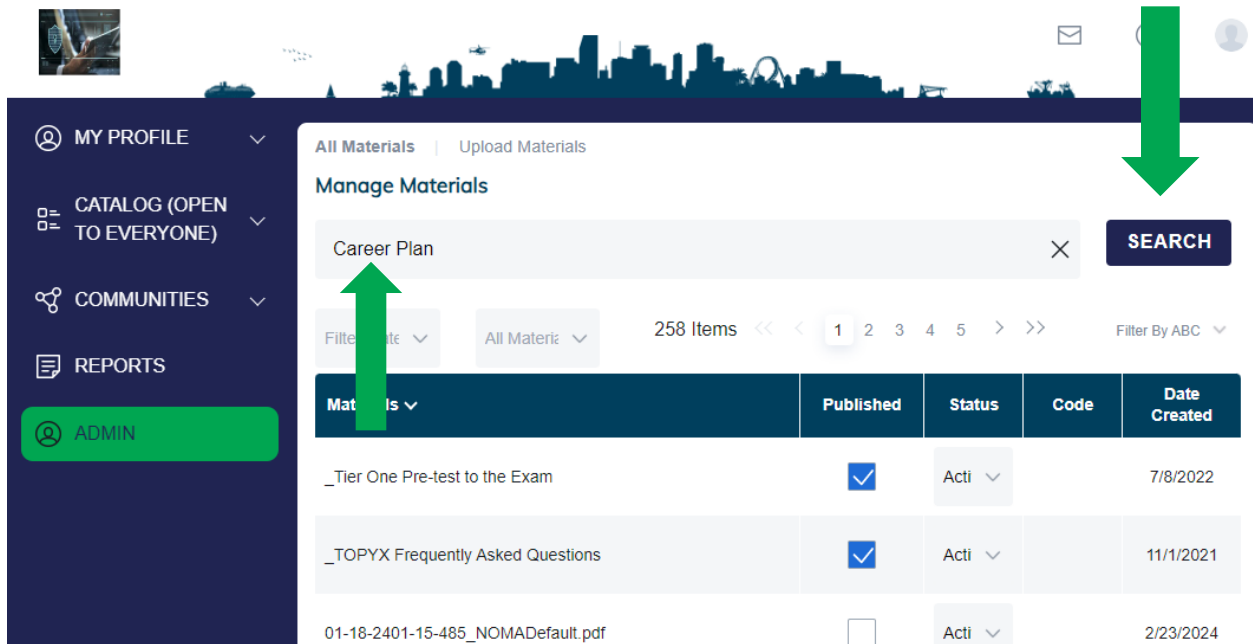 MY PROFILE
CATALOG (OPEN
TO EVERYONE)
COMMUNITIES
REPORTS
ADMIN
All Materials | Upload Materials
Manage Materials
Career Plan
SEARCH
All Materia
258 Items << < 1 2 3 4 5 > >>
Filter By ABC
Published Status Code Date
Created
_Tier One Pre-test to the Exam Acti 7/8/2022
_TOPYX Frequently Asked Questions Acti 11/1/2021
01-18-2401-15-485_NOMADefault.pdf Acti 2/23/2024